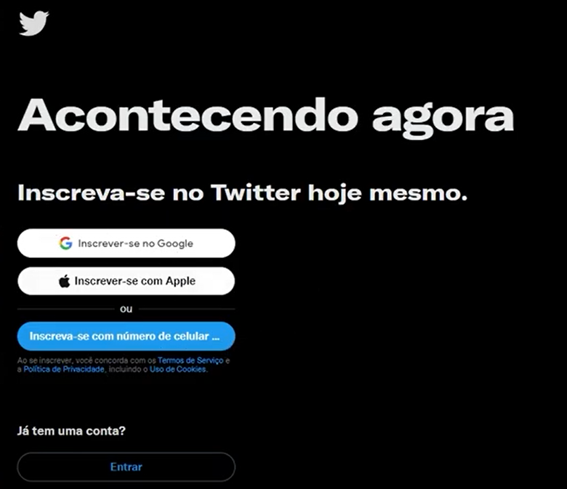 Acontecendo agora
Inscreva-se no Twitter hoje mesmo.
Inscrever-se no Google
Inscrever-se com Apple
ou
Inscreva-se com número de celular ...
Ao se inscrever, você concorda com os Termos de Serviço e
a Política de Privacidade, incluindo o Uso de Cookies.
Já tem uma conta?
Entrar